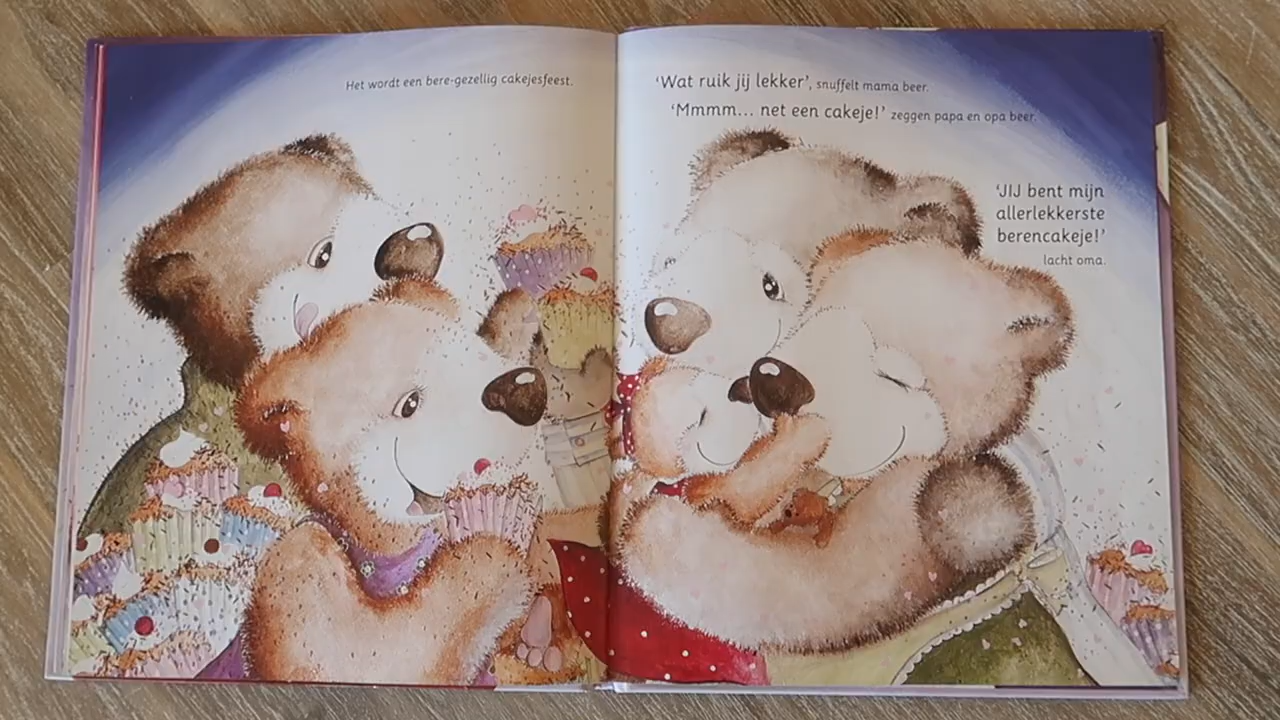 Het wordt een bere-gezellig cakejesfeest.
‘Wat ruik jij lekker’, snuffelt mama beer.
‘Mmmm... net een cakeje!’ zeggen papa en opa beer.
‘JIJ bent mijn
allerlekkerste
berencakeje!’
lacht oma.